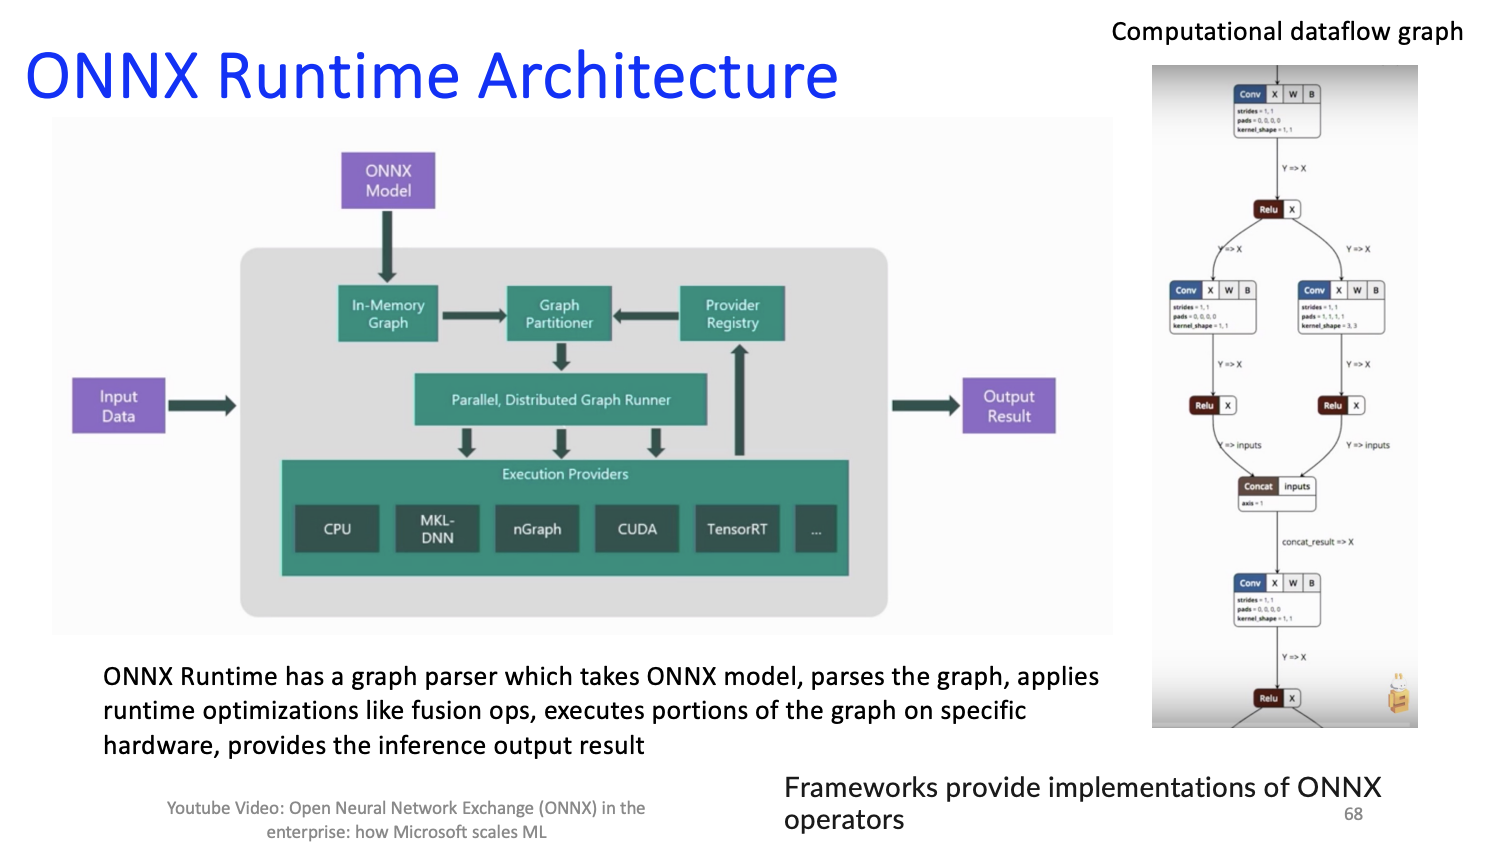 Computational dataflow graph
ONNX Runtime Architecture
ONNX
Model
In-Memory
Graph
Graph
Partitioner
Provider
Registry
Input
Data
Parallel, Distributed Graph Runner
Output
Result
Execution Providers
CPU
MKL-
DNN
nGraph
CUDA
TensorRT
...
Conv X W B
strides = 1, 1
pads = 0, 0, 0, 0
kernel_shape = 1, 1
Y => X
Relu X
Y => X
Y => X
Conv X W B
strides = 1, 1
pads = 0, 0, 0, 0
kernel_shape = 1, 1
Conv X W B
strides = 1, 1
pads = 1, 1, 1, 1
kernel_shape = 3, 3
Y => X
Y => X
Relu X
Relu X
Y => inputs
Y => inputs
Concat inputs
axis = 1
concat_result => X
Conv X W B
strides = 1, 1
pads = 0, 0, 0, 0
kernel_shape = 1, 1
Y => X
Relu X
ONNX Runtime has a graph parser which takes ONNX model, parses the graph, applies
runtime optimizations like fusion ops, executes portions of the graph on specific
hardware, provides the inference output result
Frameworks provide implementations of ONNX
operators
Youtube Video: Open Neural Network Exchange (ONNX) in the
enterprise: how Microsoft scales ML
68